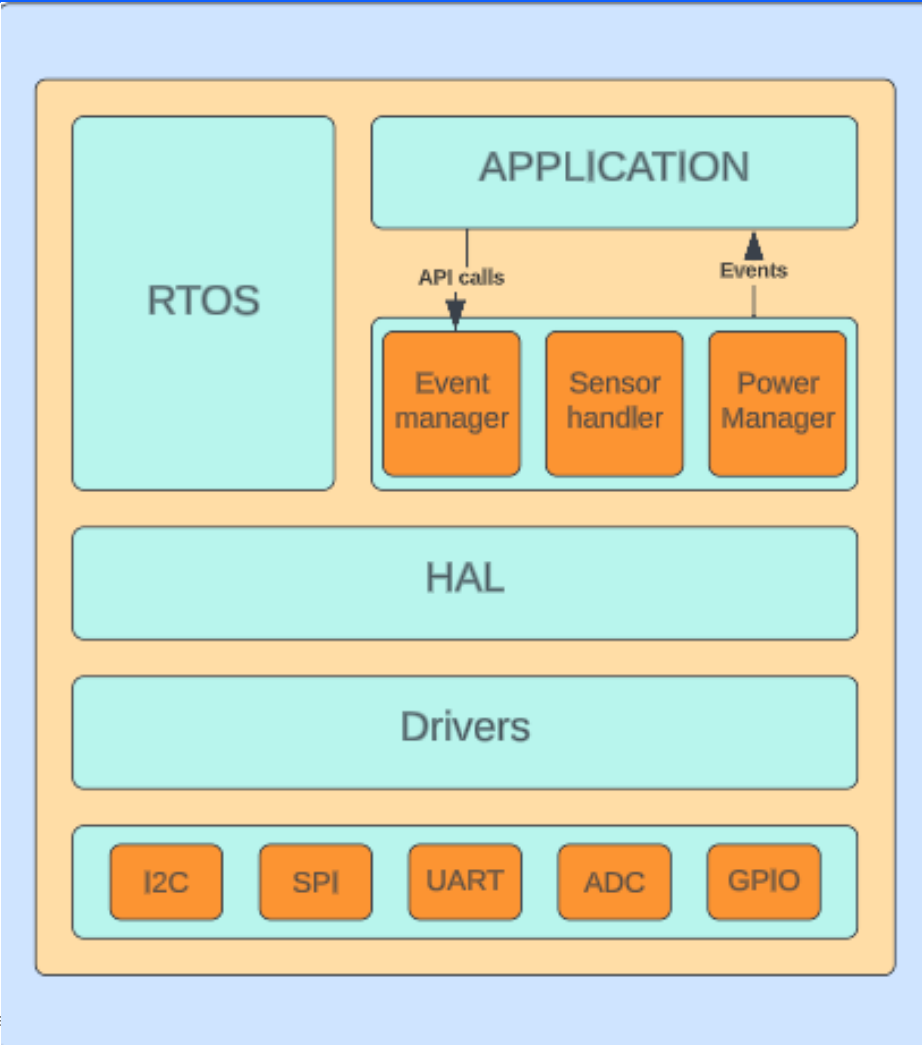 APPLICATION
RTOS
API calls
Events
Event
manager
Sensor
handler
Power
Manager
HAL
Drivers
I2C
SPI
UART
ADC
GPIO